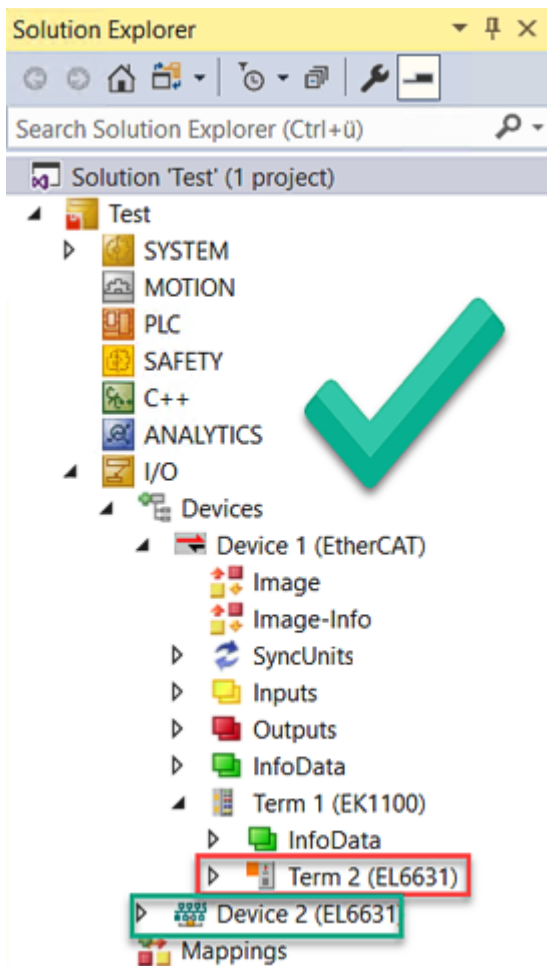 Solution Explorer
Search Solution Explorer (Ctrl+ü)
Solution 'Test' (1 project)
Test
SYSTEM
MOTION
PLC
SAFETY
C++
ANALYTICS
I/O
Devices
Device 1 (EtherCAT)
Image
Image-Info
SyncUnits
Inputs
Outputs
InfoData
Term 1 (EK1100)
InfoData
Term 2 (EL6631)
Device 2 (EL6631)
Mappings